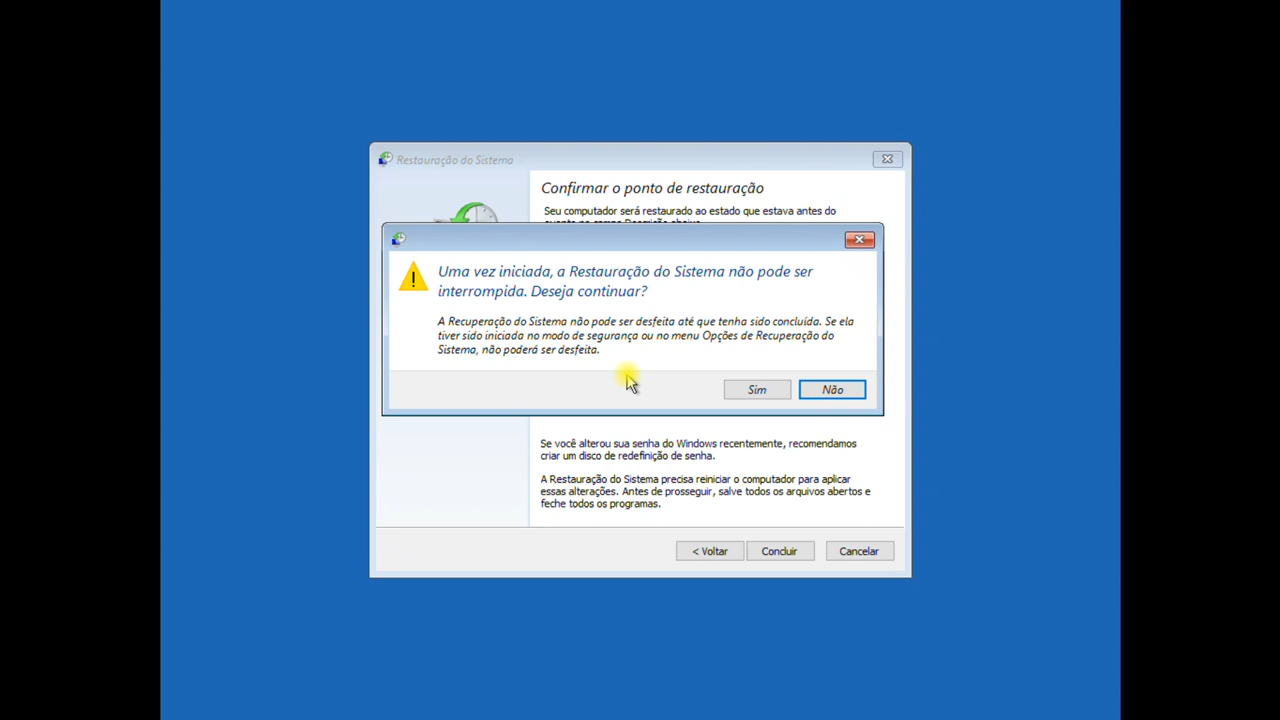 Restauração do Sistema
Confirmar o ponto de restauração
Seu computador será restaurado ao estado que estava antes do
evento no campo Descrição abaixo.
Uma vez iniciada, a Restauração do Sistema não pode ser
interrompida. Deseja continuar?
A Recuperação do Sistema não pode ser desfeita até que tenha sido concluída. Se ela
tiver sido iniciada no modo de segurança ou no menu Opções de Recuperação do
Sistema, não poderá ser desfeita.
Sim
Não
Se você alterou sua senha do Windows recentemente, recomendamos
criar um disco de redefinição de senha.
A Restauração do Sistema precisa reiniciar o computador para aplicar
essas alterações. Antes de prosseguir, salve todos os arquivos abertos e
feche todos os programas.
< Voltar
Concluir
Cancelar